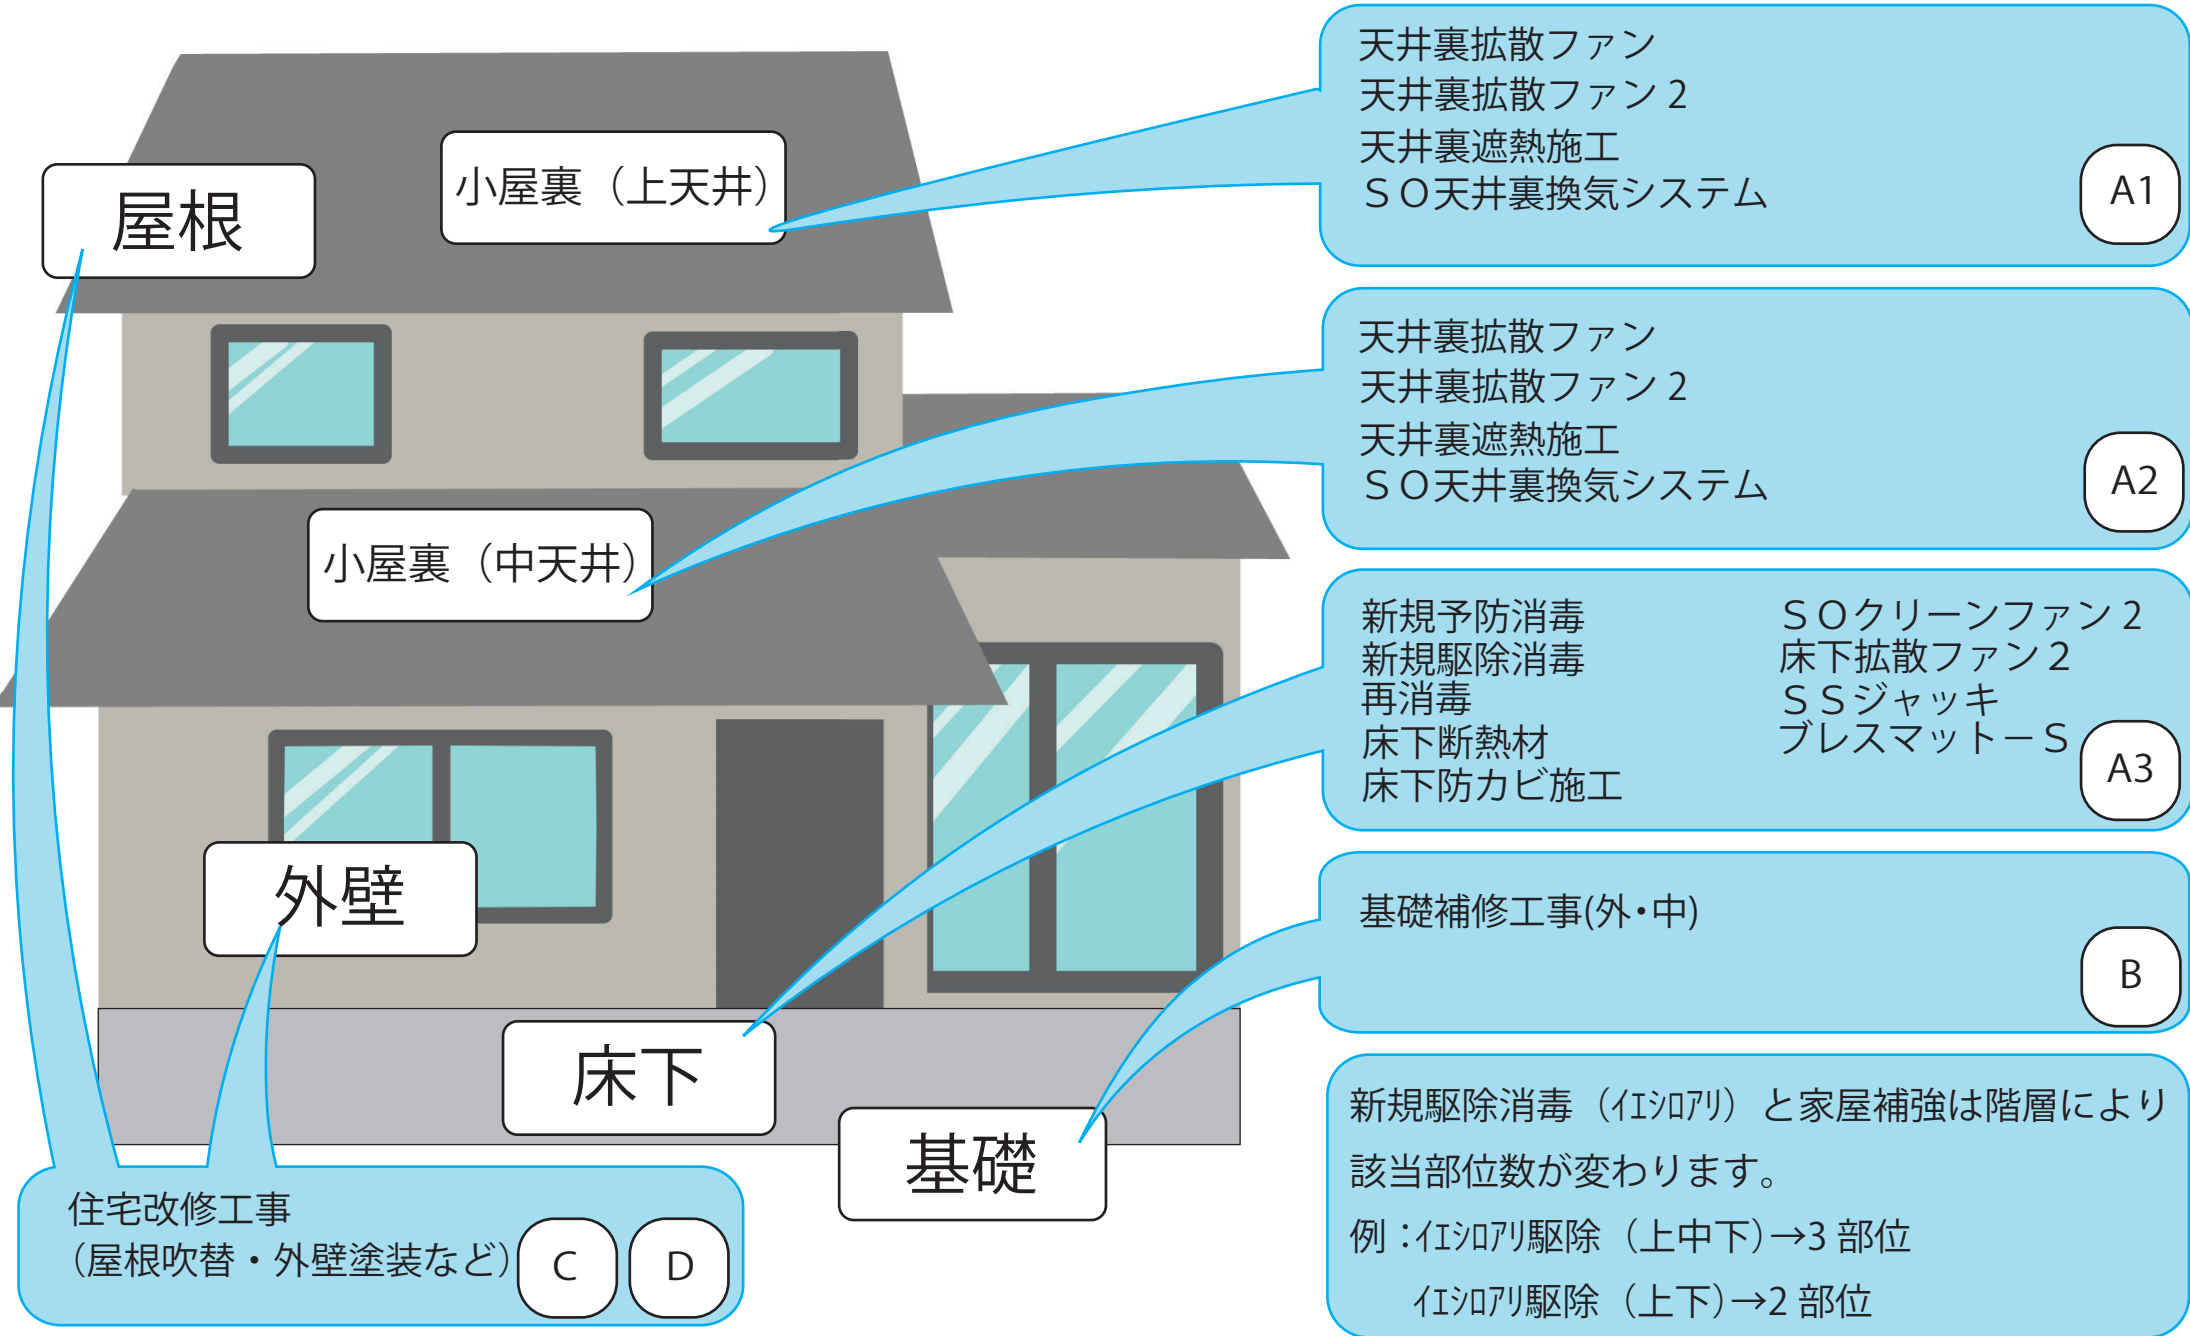 屋根
小屋裏（上天井）
小屋裏（中天井）
外壁
床下
基礎
天井裏拡散ファン
天井裏拡散ファン 2
天井裏遮熱施工
ＳＯ天井裏換気システム
A1
天井裏拡散ファン
天井裏拡散ファン 2
天井裏遮熱施工
ＳＯ天井裏換気システム
A2
新規予防消毒
新規駆除消毒
再消毒
床下断熱材
床下防カビ施工
ＳＯクリーンファン 2
床下拡散ファン２
ＳＳジャッキ
ブレスマット－Ｓ
A3
基礎補修工事(外・中)
B
新規駆除消毒（ｲｴｼﾛｱﾘ）と家屋補強は階層により
該当部位数が変わります。
例：ｲｴｼﾛｱﾘ駆除（上中下）→3 部位
ｲｴｼﾛｱﾘ駆除（上下）→2 部位
住宅改修工事
（屋根吹替・外壁塗装など）
C
D